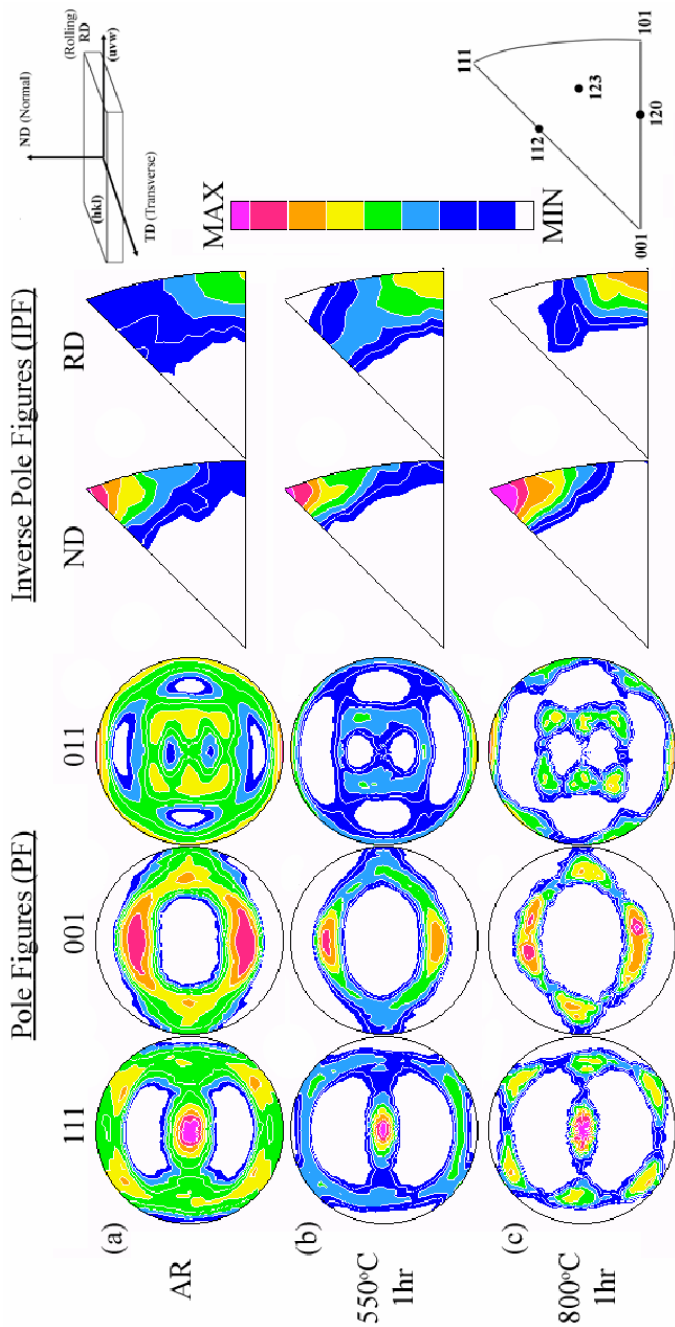 Pole Figures (PF)
Inverse Pole Figures (IPF)
111
001
011
ND
RD
(a)
AR
(b)
550°C
1hr
(c)
800°C
1hr
ND (Normal)
(Rolling)
RD
(uvw)
(hkl)
TD (Transverse)
MAX
MIN
111
112
123
001
120
101